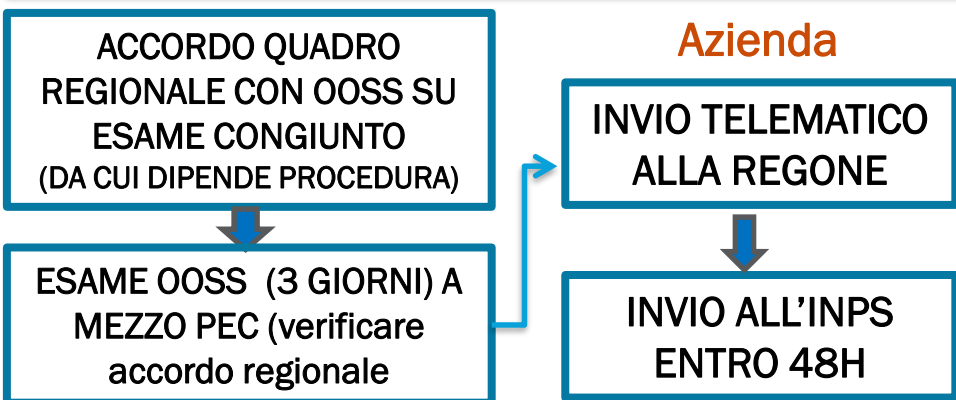 ACCORDO QUADRO
REGIONALE CON OOSS SU
ESAME CONGIUNTO
(DA CUI DIPENDE PROCEDURA)
ESAME OOSS (3 GIORNI) A
MEZZO PEC (verificare
accordo regionale
Azienda
INVIO TELEMATICO
ALLA REGONE
INVIO ALL'INPS
ENTRO 48H